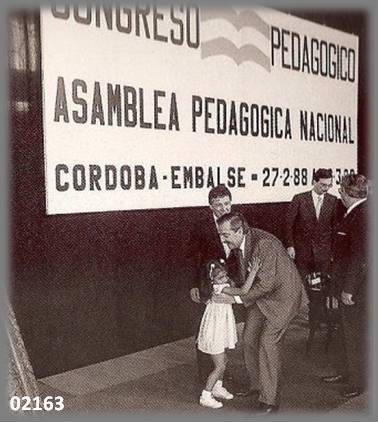 CONGRESO
PEDAGOGICO
ASAMBLEA PEDAGOGICA NACIONAL
CORDOBA-EMBALSE = 27·2·88 A
02163